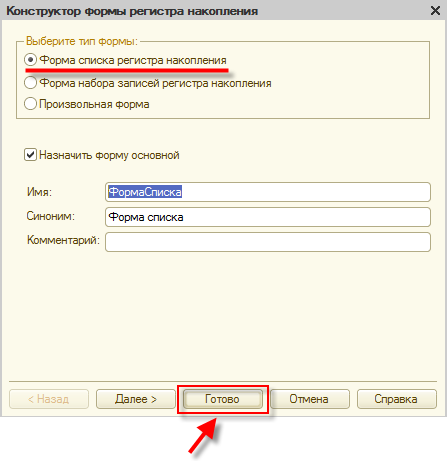 Конструктор формы регистра накопления
Выберите тип формы:
Форма списка регистра накопления
Форма набора записей регистра накопления
Произвольная форма
Назначить форму основной
Имя: ФормаСписка
Синоним: Форма списка
Комментарий:
< Назад Далее > Готово Отмена Справка